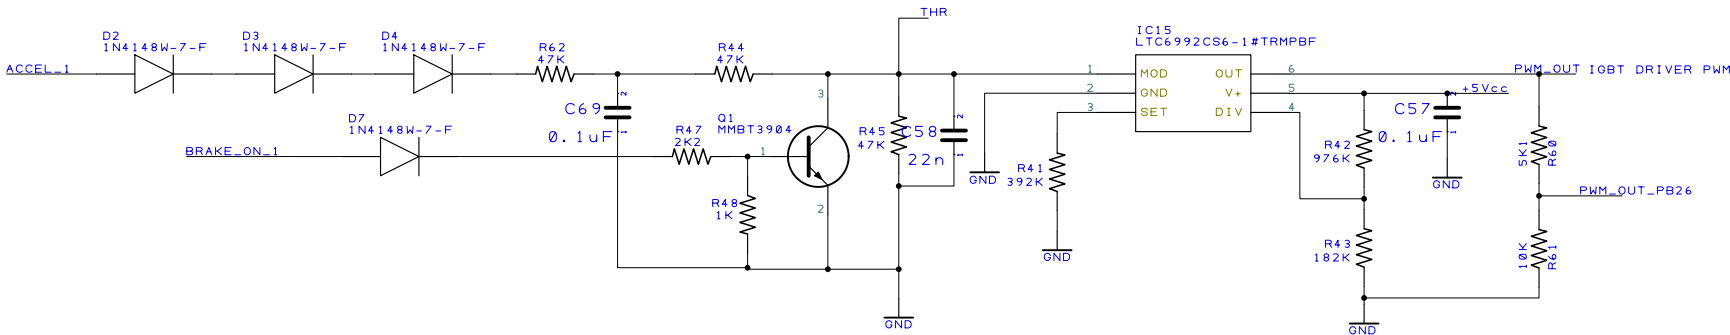 THR
D2
1N4148W-7-F
D3
1N4148W-7-F
D4
1N4148W-7-F
R62
47K
R44
47K
IC15
LTC6992CS6-1#TRMPBF
ACCEL_1
1
MOD
OUT
6
PWM_OUT IGBT DRIVER PWM
2
GND
V+
5
+5Vcc
3
SET
DIV
4
C69
2
1
0.1uF
3
D7
1N4148W-7-F
R47
2K2
Q1
MMBT3904
R45
47K
C58
2
1
22n
C57
2
1
0.1uF
BRAKE_ON_1
1
R42
976K
5K1
R60
R41
392K
GND
GND
R48
1K
2
PWM_OUT_PB26
R43
182K
10K
R61
GND
GND
GND